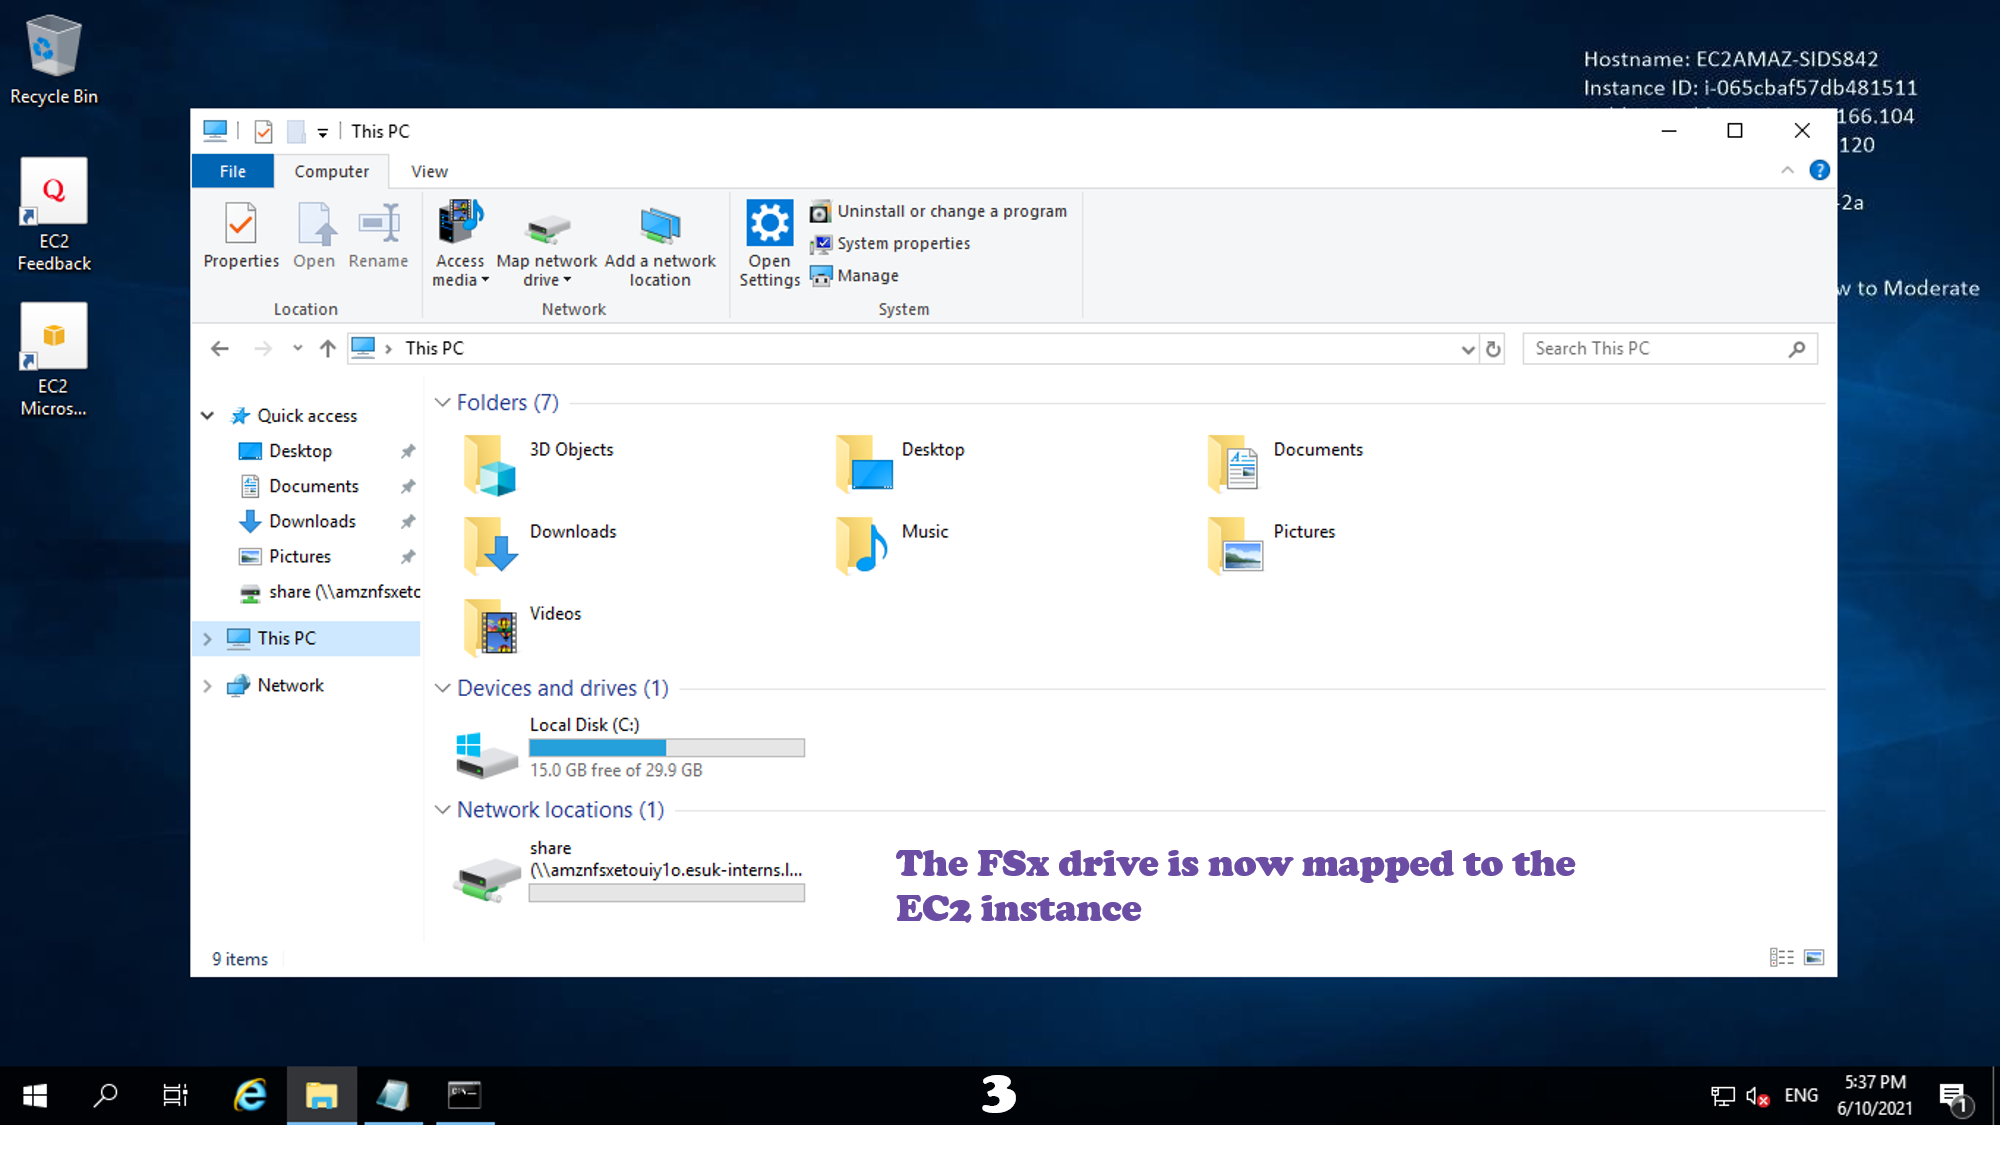 Recycle Bin
EC2
Feedback
EC2
Micros...
Hostname: EC2AMAZ-SIDS842
Instance ID: i-065cbaf57db481511
166.104
120
-2a
w to Moderate
This PC
File
Computer
View
Properties
Open
Rename
Location
Access
media
Map network
drive
Add a network
location
Network
Open
Settings
Uninstall or change a program
System properties
Manage
System
This PC
Search This PC
Quick access
Desktop
Documents
Downloads
Pictures
share (\\amznfsxetc
This PC
Network
Folders (7)
3D Objects
Desktop
Documents
Downloads
Music
Pictures
Videos
Devices and drives (1)
Local Disk (C:)
15.0 GB free of 29.9 GB
Network locations (1)
share
(\\amznfsxetouiy1o.esuk-interns.l...
The FSx drive is now mapped to the
EC2 instance
9 items
3
ENG
5:37 PM
6/10/2021
1